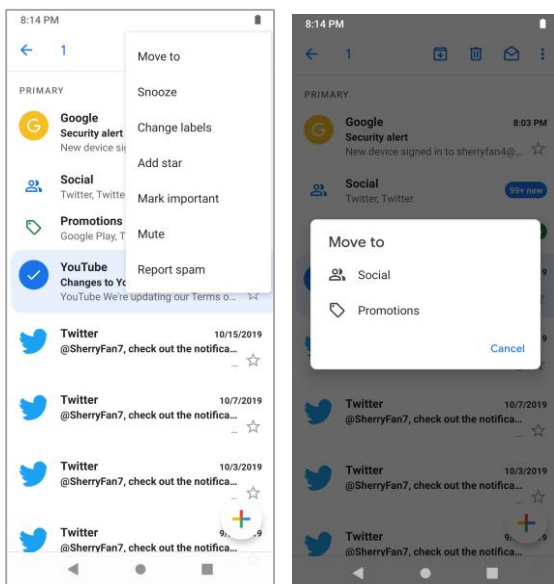 8:14 PM
1
Move to
Snooze
Change labels
Add star
Mark important
Mute
Report spam
PRIMARY
G
Google
Security alert
New device sig
Social
Twitter, Twitte
Promotions
Google Play, T
YouTube
Changes to Yo
YouTube We're updating our Terms o...
Twitter 10/15/2019
@SherryFan7, check out the notifica...
...
Twitter 10/7/2019
@SherryFan7, check out the notifica...
...
Twitter 10/3/2019
@SherryFan7, check out the notifica...
...
Twitter 9/ 9
@SherryFan7, check out the notifica...
8:14 PM
1
PRIMARY
G
Google 8:03 PM
Security alert
New device signed in to sherryfan4@...
Social
Twitter, Twitter 99+ new
Move to
Social
Promotions
Cancel
9
9
Twitter 10/7/2019
@SherryFan7, check out the notifica...
...
Twitter 10/3/2019
@SherryFan7, check out the notifica...
...
Twitter 9/ 9
@SherryFan7, check out the notifica...